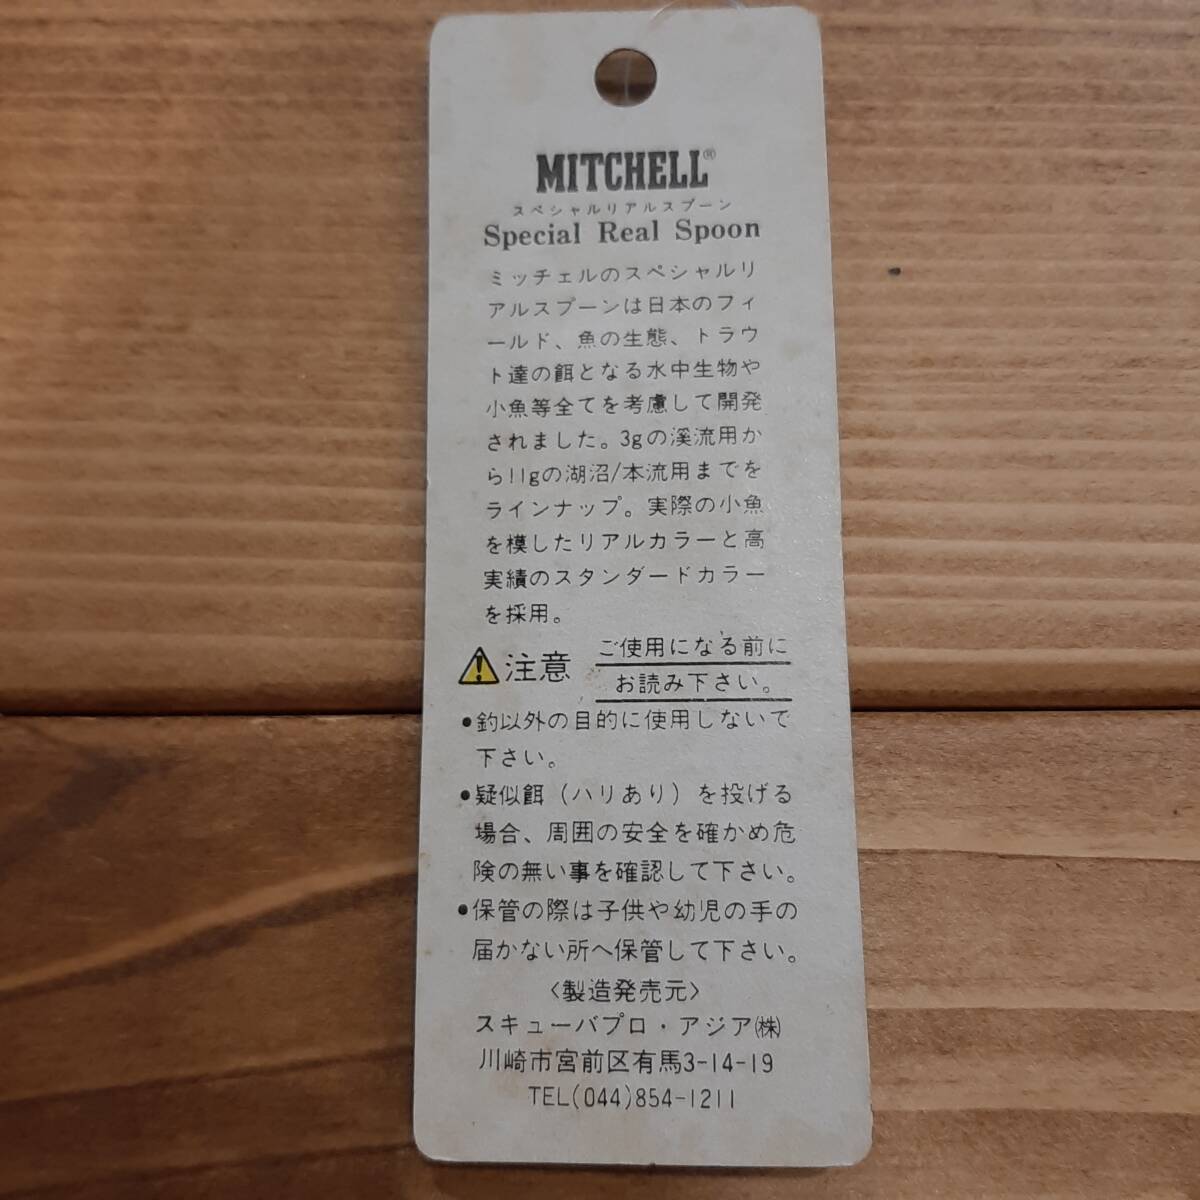 MITCHELL®
スペシャルリアルスプーン
Special Real Spoon
ミッチェルのスペシャルリ
アルスプーンは日本のフィ
ールド、魚の生態、トラウ
ト達の餌となる水中生物や
小魚等全てを考慮して開発
されました。3gの溪流用か
ら11gの湖沼/本流用までを
ラインナップ。実際の小魚
を模したリアルカラーと高
実績のスタンダードカラー
を採用。
注意 ご使用になる前に
お読み下さい。
•釣以外の目的に使用しないで
下さい。
•疑似餌（ハリあり）を投げる
場合、周囲の安全を確かめ危
険の無い事を確認して下さい。
•保管の際は子供や幼児の手の
届かない所へ保管して下さい。
〈製造発売元〉
スキューバプロ・アジア㈱
川崎市宮前区有馬3-14-19
TEL(044)854-1211